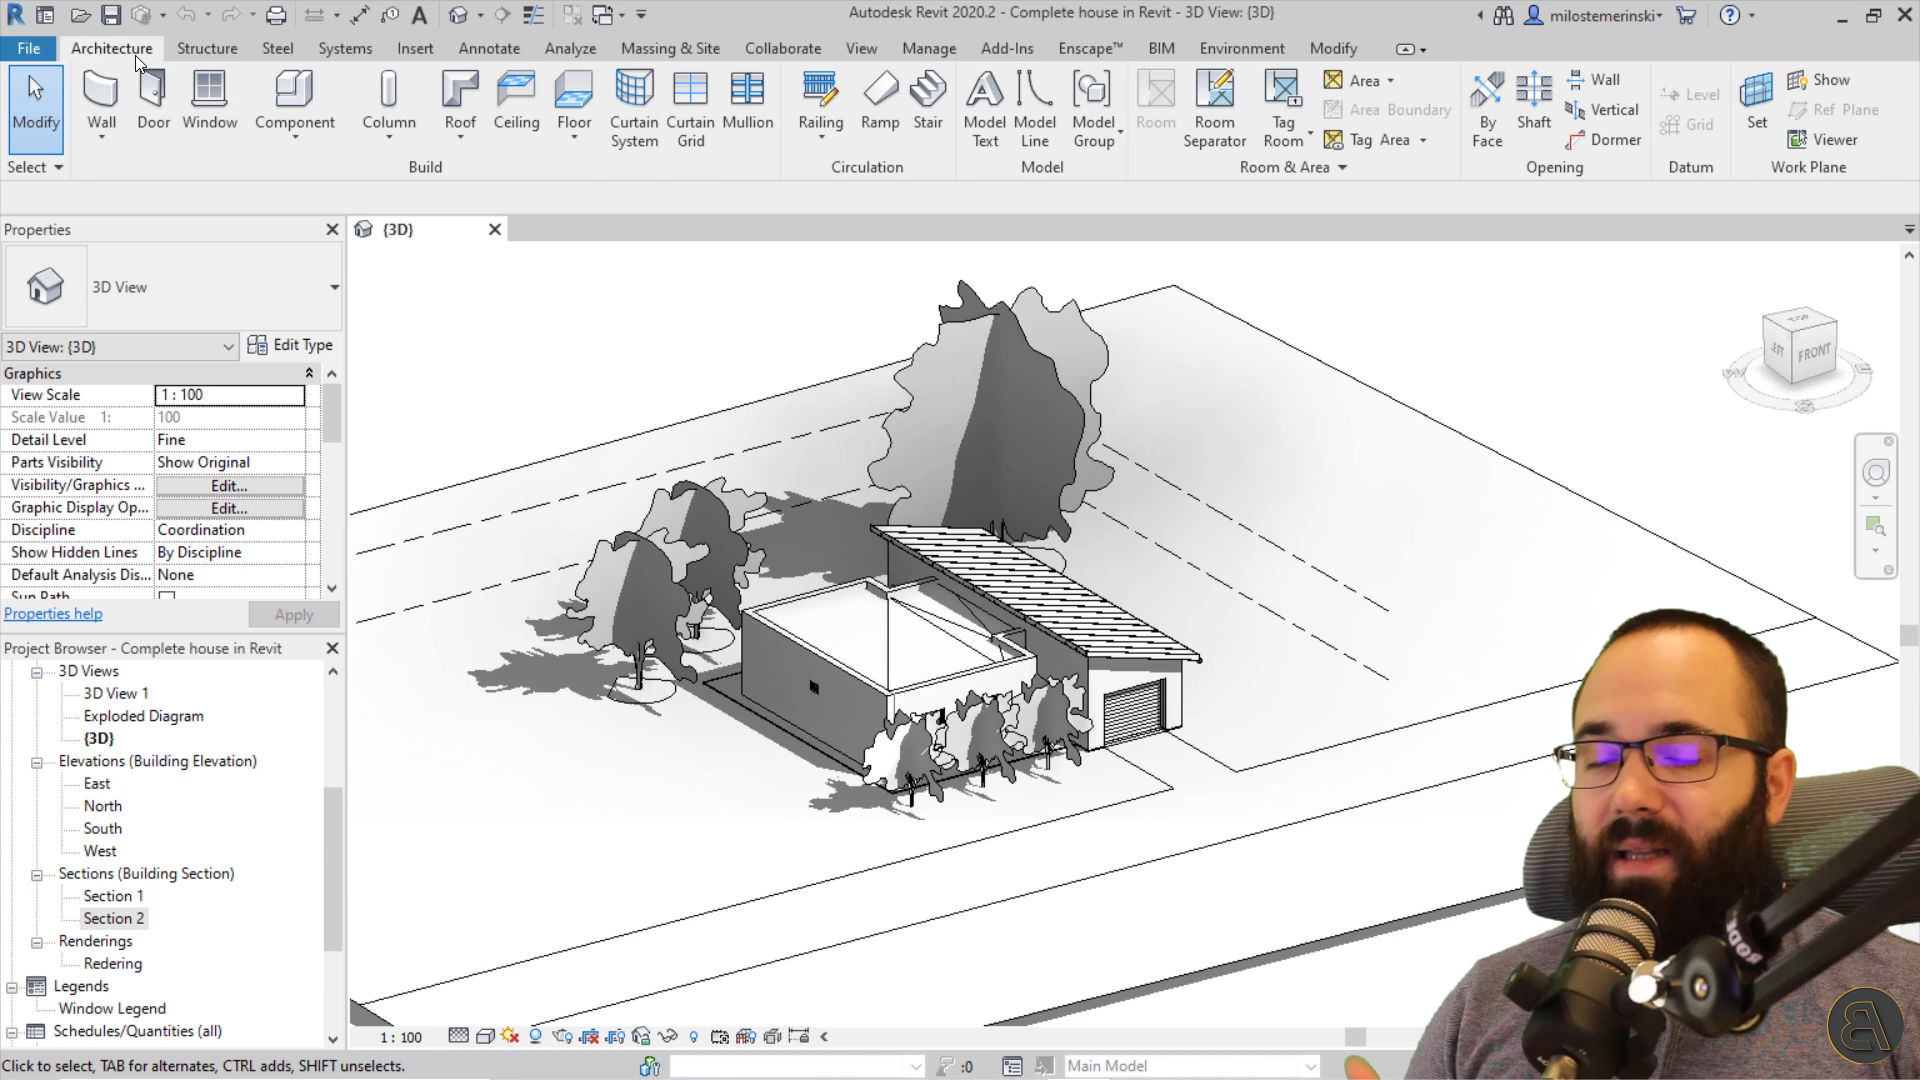 Autodesk Revit 2020.2 - Complete house in Revit - 3D View: {3D}
milostemerinski
File Architecture Structure Steel Systems Insert Annotate Analyze Massing & Site Collaborate View Manage Add-Ins Enscape™ BIM Environment Modify
Modify
Wall
Door
Window
Component
Column
Roof
Ceiling
Floor
Curtain System
Curtain Grid
Mullion
Railing
Ramp
Stair
Model Text
Model Line
Model Group
Room
Room Separator
Tag Room
Area
Area Boundary
Tag Area
By Face
Shaft
Wall
Vertical
Dormer
Level
Grid
Set
Show
Ref Plane
Viewer
Select Build Circulation Model Room & Area Opening Datum Work Plane
Properties
{3D}
3D View
3D View: {3D} Edit Type
Graphics
View Scale 1 : 100
Scale Value 1: 100
Detail Level Fine
Parts Visibility Show Original
Visibility/Graphics ... Edit...
Graphic Display Op... Edit...
Discipline Coordination
Show Hidden Lines By Discipline
Default Analysis Dis... None
Sun Path
Properties help Apply
Project Browser - Complete house in Revit
3D Views
3D View 1
Exploded Diagram
{3D}
Elevations (Building Elevation)
East
North
South
West
Sections (Building Section)
Section 1
Section 2
Renderings
Redering
Legends
Window Legend
Schedules/Quantities (all)
TOP
FRONT
RODE
1 : 100
Click to select, TAB for alternates, CTRL adds, SHIFT unselects.
:0
Main Model